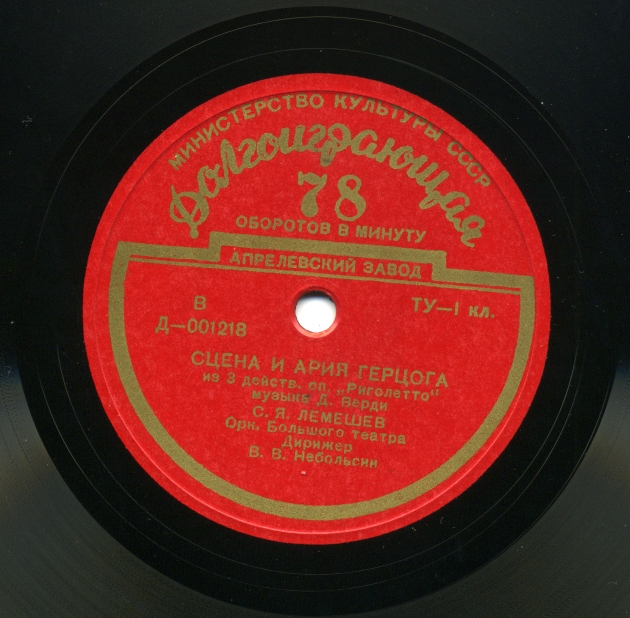 МИНИСТЕРСТВО КУЛЬТУРЫ СССР
Долгоиграющая
78
ОБОРОТОВ В МИНУТУ
АПРЕЛЕВСКИЙ ЗАВОД
В
Д—001218
ТУ—1 кл.
СЦЕНА И АРИЯ ГЕРЦОГА
из 3 действ. оп. „Риголетто“
музыка Д. Верди
С. Я. ЛЕМЕШЕВ
Орк. Большого театра
Дирижер
В. В. Небольсин